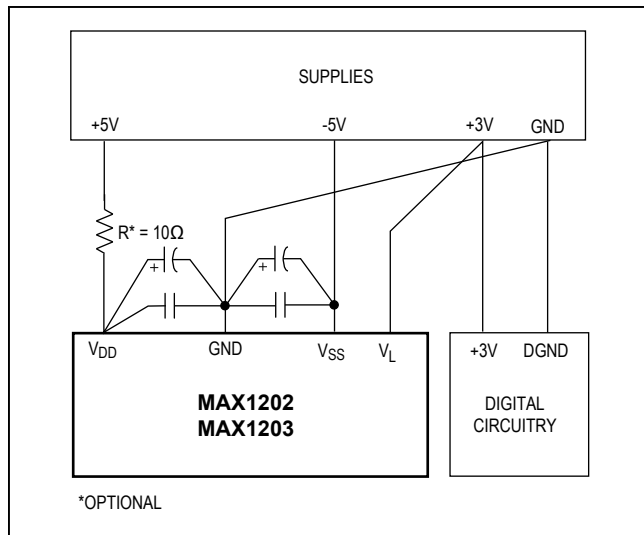 SUPPLIES
+5V -5V +3V GND
R* = 10Ω
+ +
VDD GND VSS VL +3V DGND
MAX1202
MAX1203
DIGITAL
CIRCUITRY
*OPTIONAL